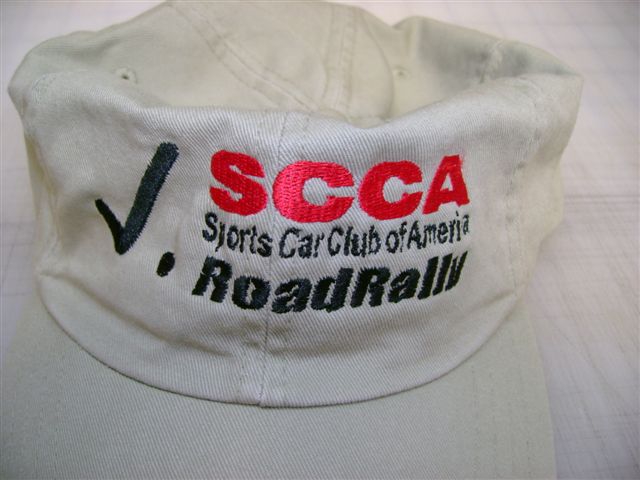 SCCA
Sports Car Club of America
RoadRally